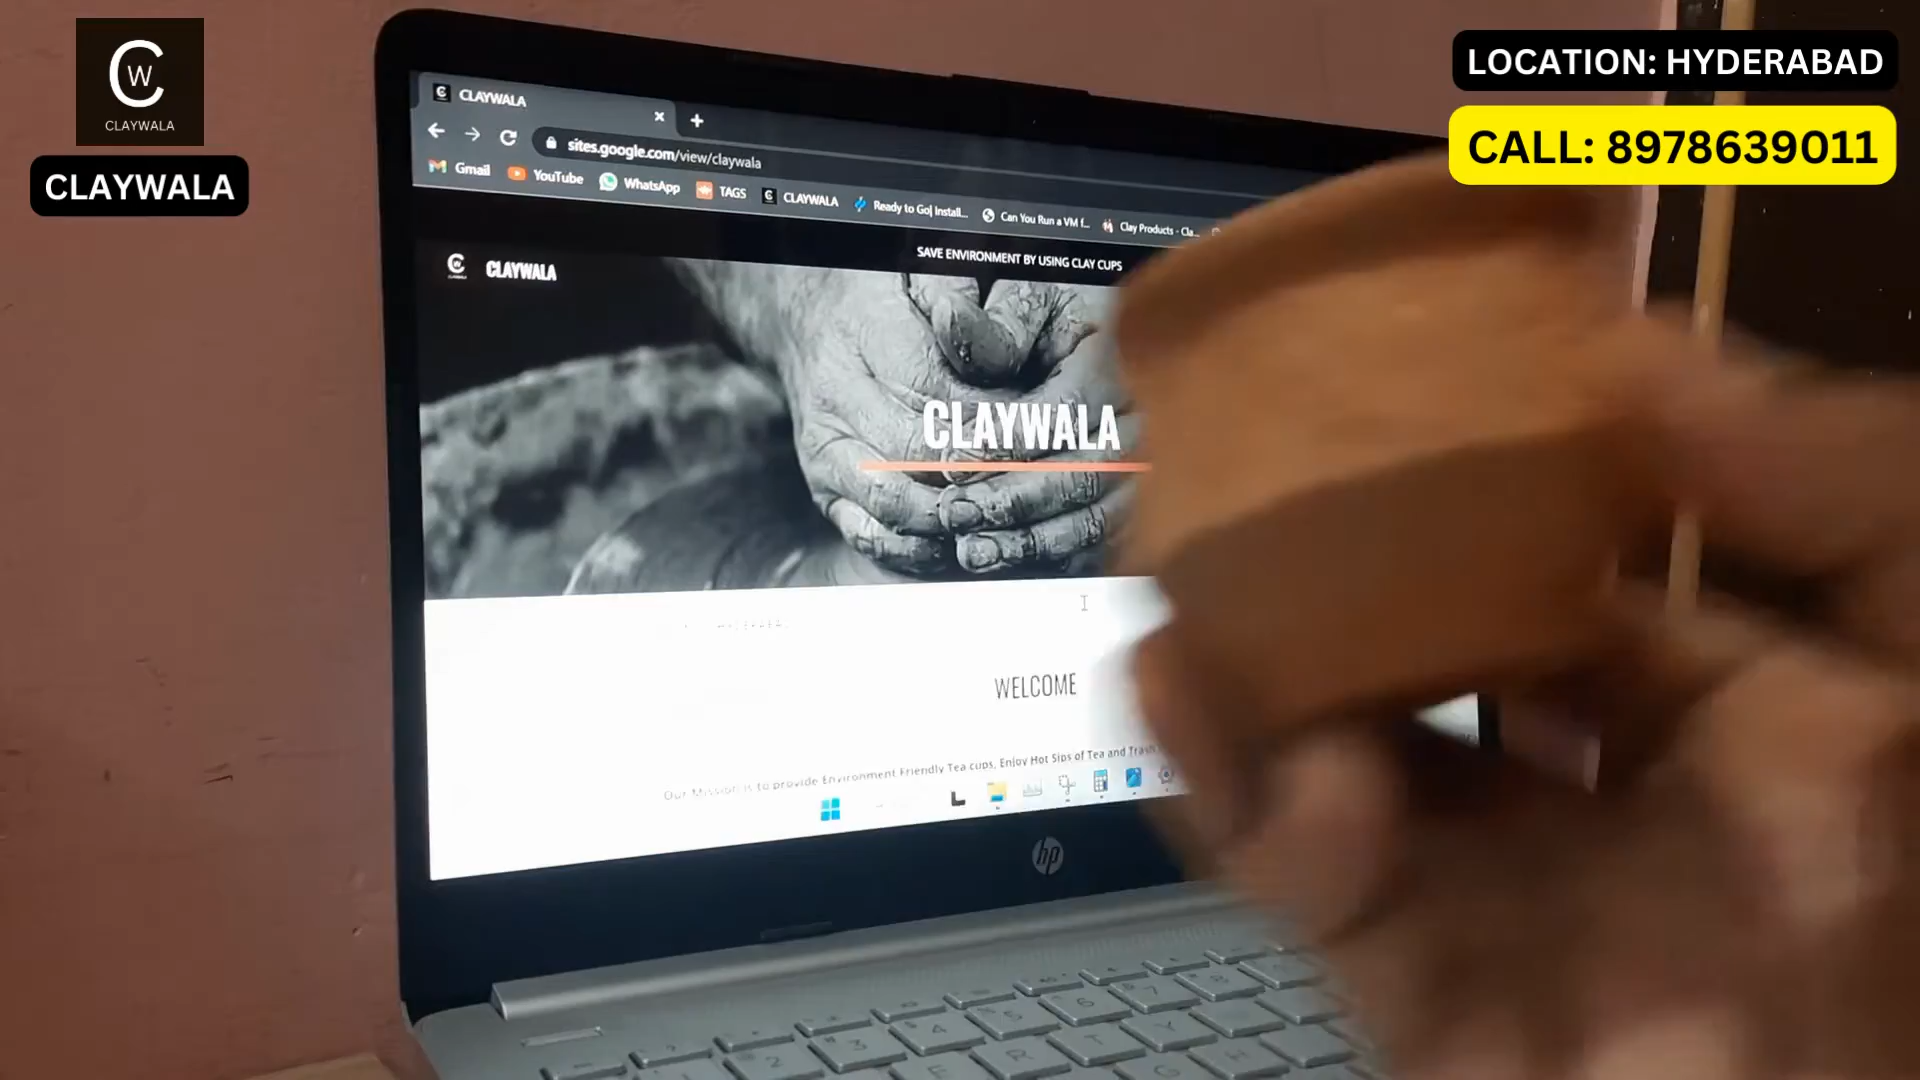 CW
CLAYWALA
CLAYWALA
LOCATION: HYDERABAD
CALL: 8978639011
CLAYWALA
sites.google.com/view/claywala
Gmail YouTube WhatsApp TAGS CLAYWALA Ready to Go| Install... Can You Run a VM f... Clay Products - Cla...
SAVE ENVIRONMENT BY USING CLAY CUPS
CLAYWALA
CLAYWALA
WELCOME
Our Mission is to provide Environment Friendly Tea cups, Enjoy Hot Sips of Tea and Trash
hp